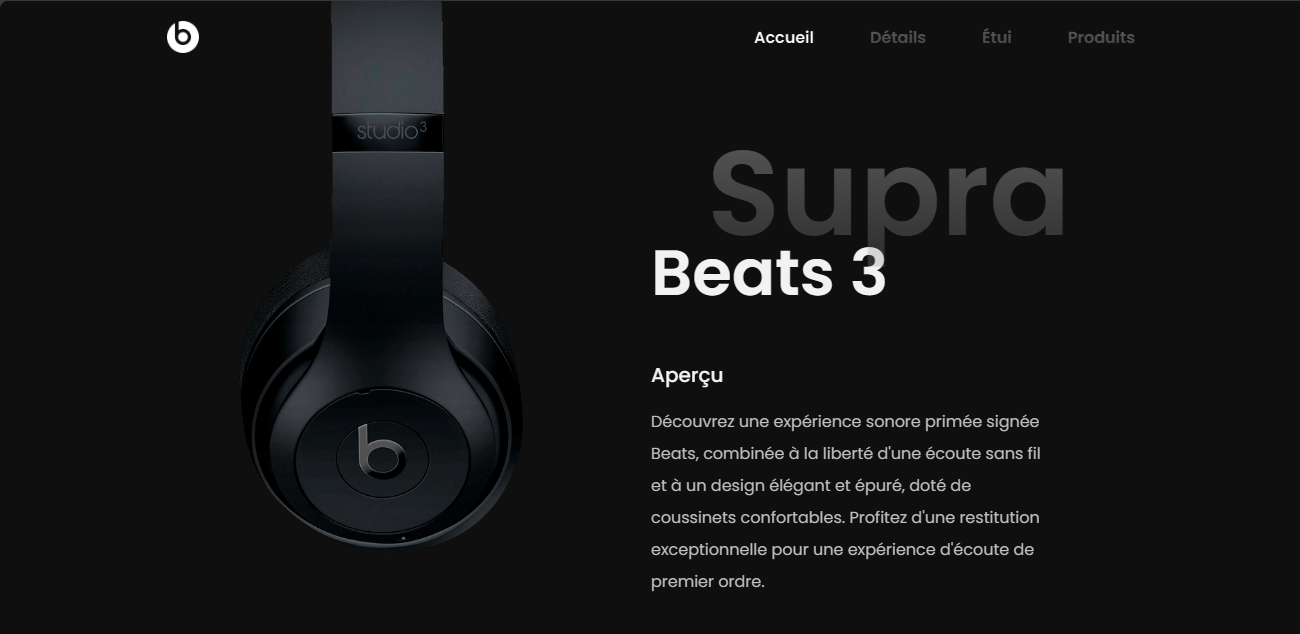 Accueil Détails Étui Produits
studio3
Supra
Beats 3
Aperçu
Découvrez une expérience sonore primée signée
Beats, combinée à la liberté d'une écoute sans fil
et à un design élégant et épuré, doté de
coussinets confortables. Profitez d'une restitution
exceptionnelle pour une expérience d'écoute de
premier ordre.